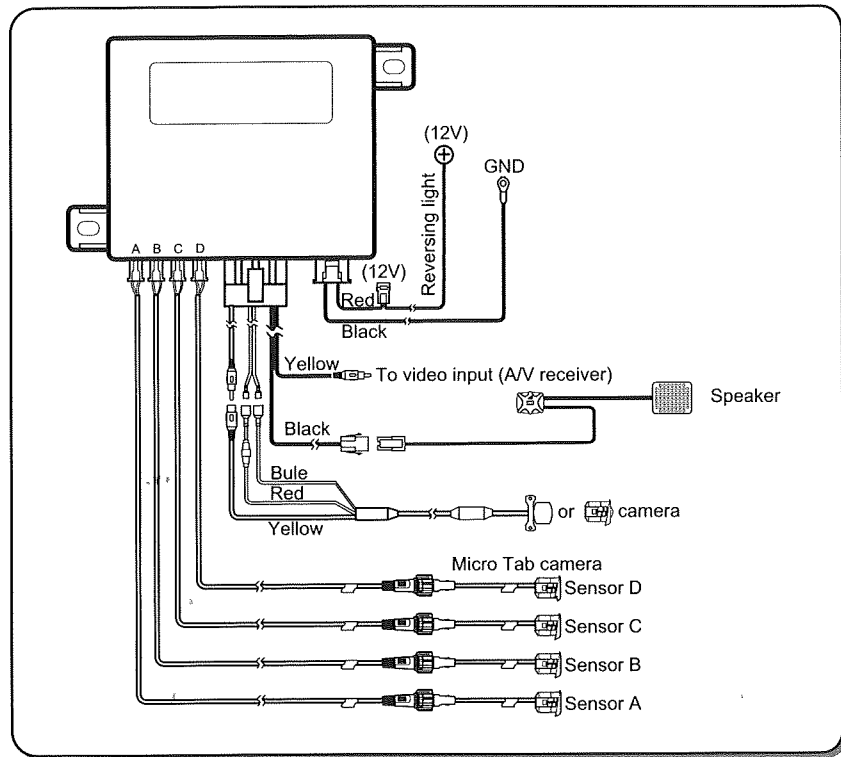 (12V)
GND
Reversing light
A B C D
(12V)
Red
Black
Yellow
To video input (A/V receiver)
Speaker
Black
Bule
Red
Yellow
or
camera
Micro Tab camera
Sensor D
Sensor C
Sensor B
Sensor A